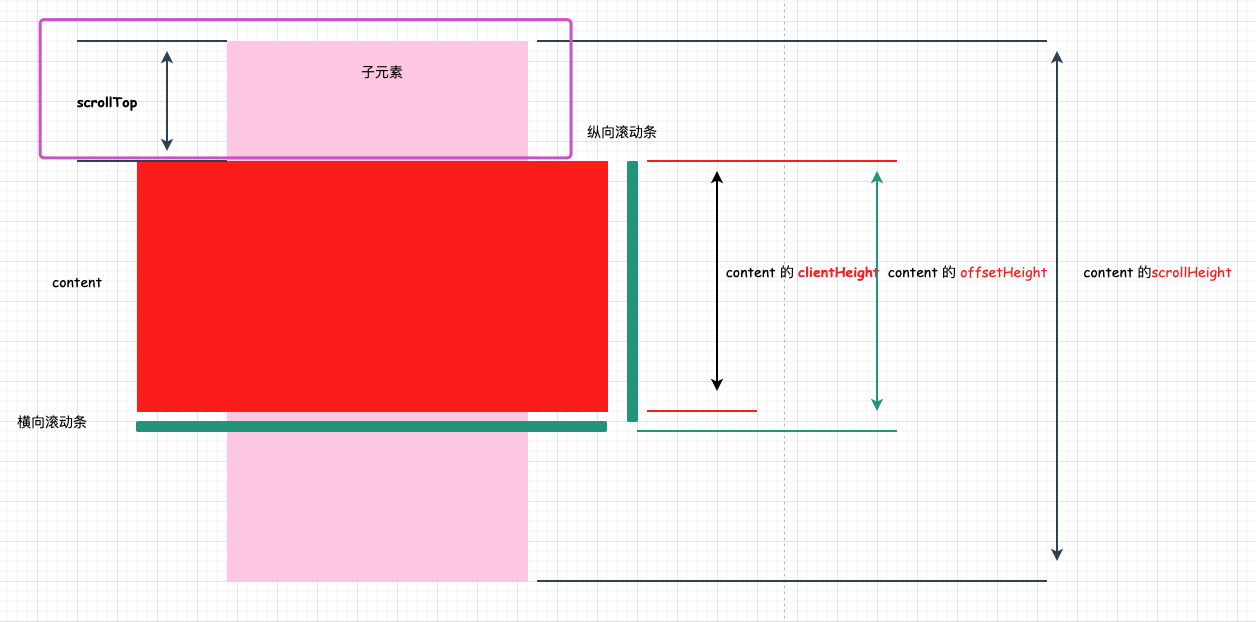 子元素
scrollTop
纵向滚动条
content 的 clientHeight
content 的 offsetHeight
content 的scrollHeight
content
横向滚动条